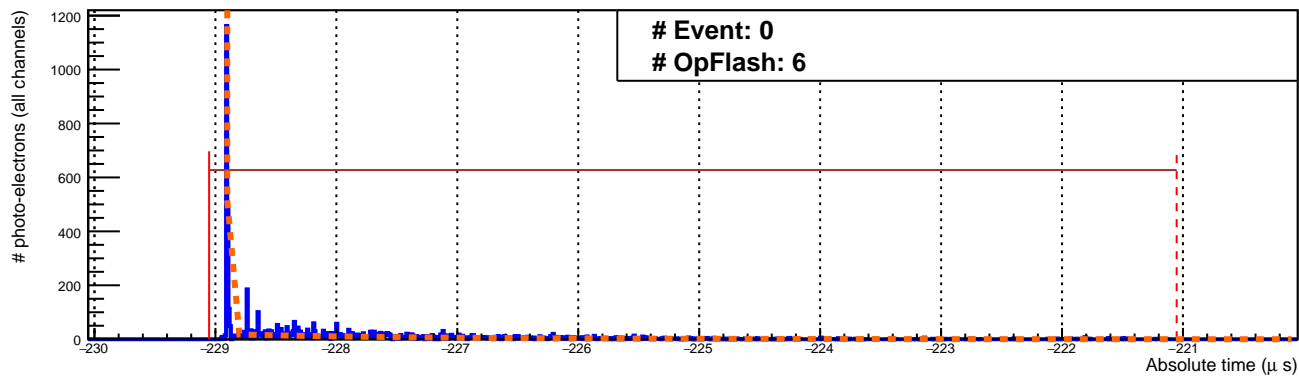 # Event: 0
# OpFlash: 6
# photo-electrons (all channels)
1200
1000
800
600
400
200
0
−230 −229 −228 −227 −226 −225 −224 −223 −222 −221
Absolute time (μ s)